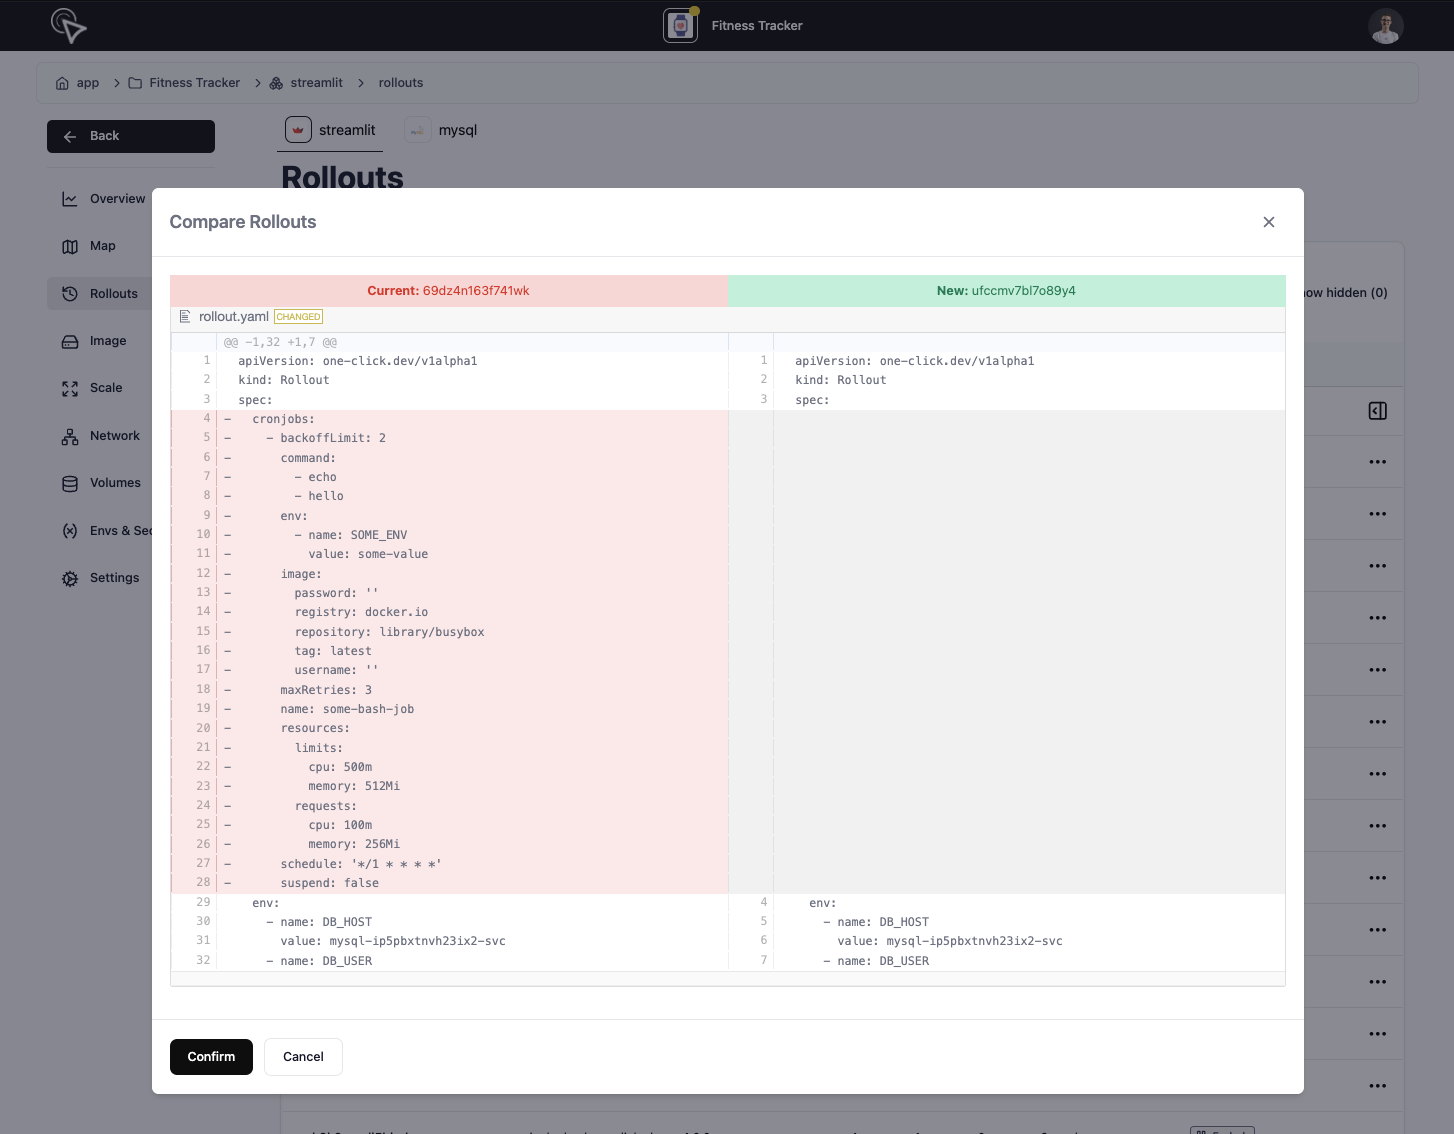 Fitness Tracker
app > Fitness Tracker > streamlit > rollouts
Back
streamlit
mysql
Rollouts
Overview
Map
Rollouts
Image
Scale
Network
Volumes
Envs & Sec
Settings
ow hidden (0)
Compare Rollouts
Current: 69dz4n163f741wk
New: ufccmv7bl7o89y4
rollout.yaml CHANGED
@@ -1,32 +1,7 @@
1 apiVersion: one-click.dev/v1alpha1 1 apiVersion: one-click.dev/v1alpha1
2 kind: Rollout 2 kind: Rollout
3 spec: 3 spec:
4 - cronjobs:
5 - - backoffLimit: 2
6 - command:
7 - - echo
8 - - hello
9 - env:
10 - - name: SOME_ENV
11 - value: some-value
12 - image:
13 - password: ''
14 - registry: docker.io
15 - repository: library/busybox
16 - tag: latest
17 - username: ''
18 - maxRetries: 3
19 - name: some-bash-job
20 - resources:
21 - limits:
22 - cpu: 500m
23 - memory: 512Mi
24 - requests:
25 - cpu: 100m
26 - memory: 256Mi
27 - schedule: '*/1 * * * *'
28 - suspend: false
29 env: 4 env:
30 - name: DB_HOST 5 - name: DB_HOST
31 value: mysql-ip5pbxtnvh23ix2-svc 6 value: mysql-ip5pbxtnvh23ix2-svc
32 - name: DB_USER 7 - name: DB_USER
Confirm
Cancel